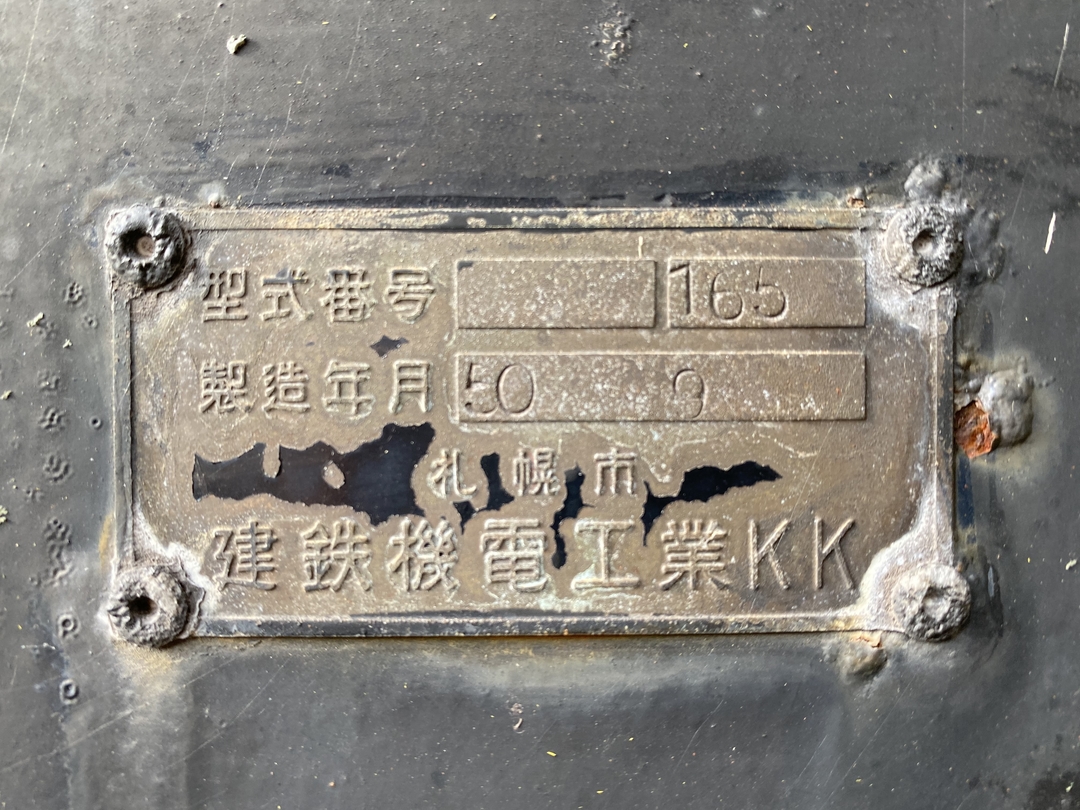 型式番号 165
製造年月 50 9
札幌市
建鉄機電工業KK